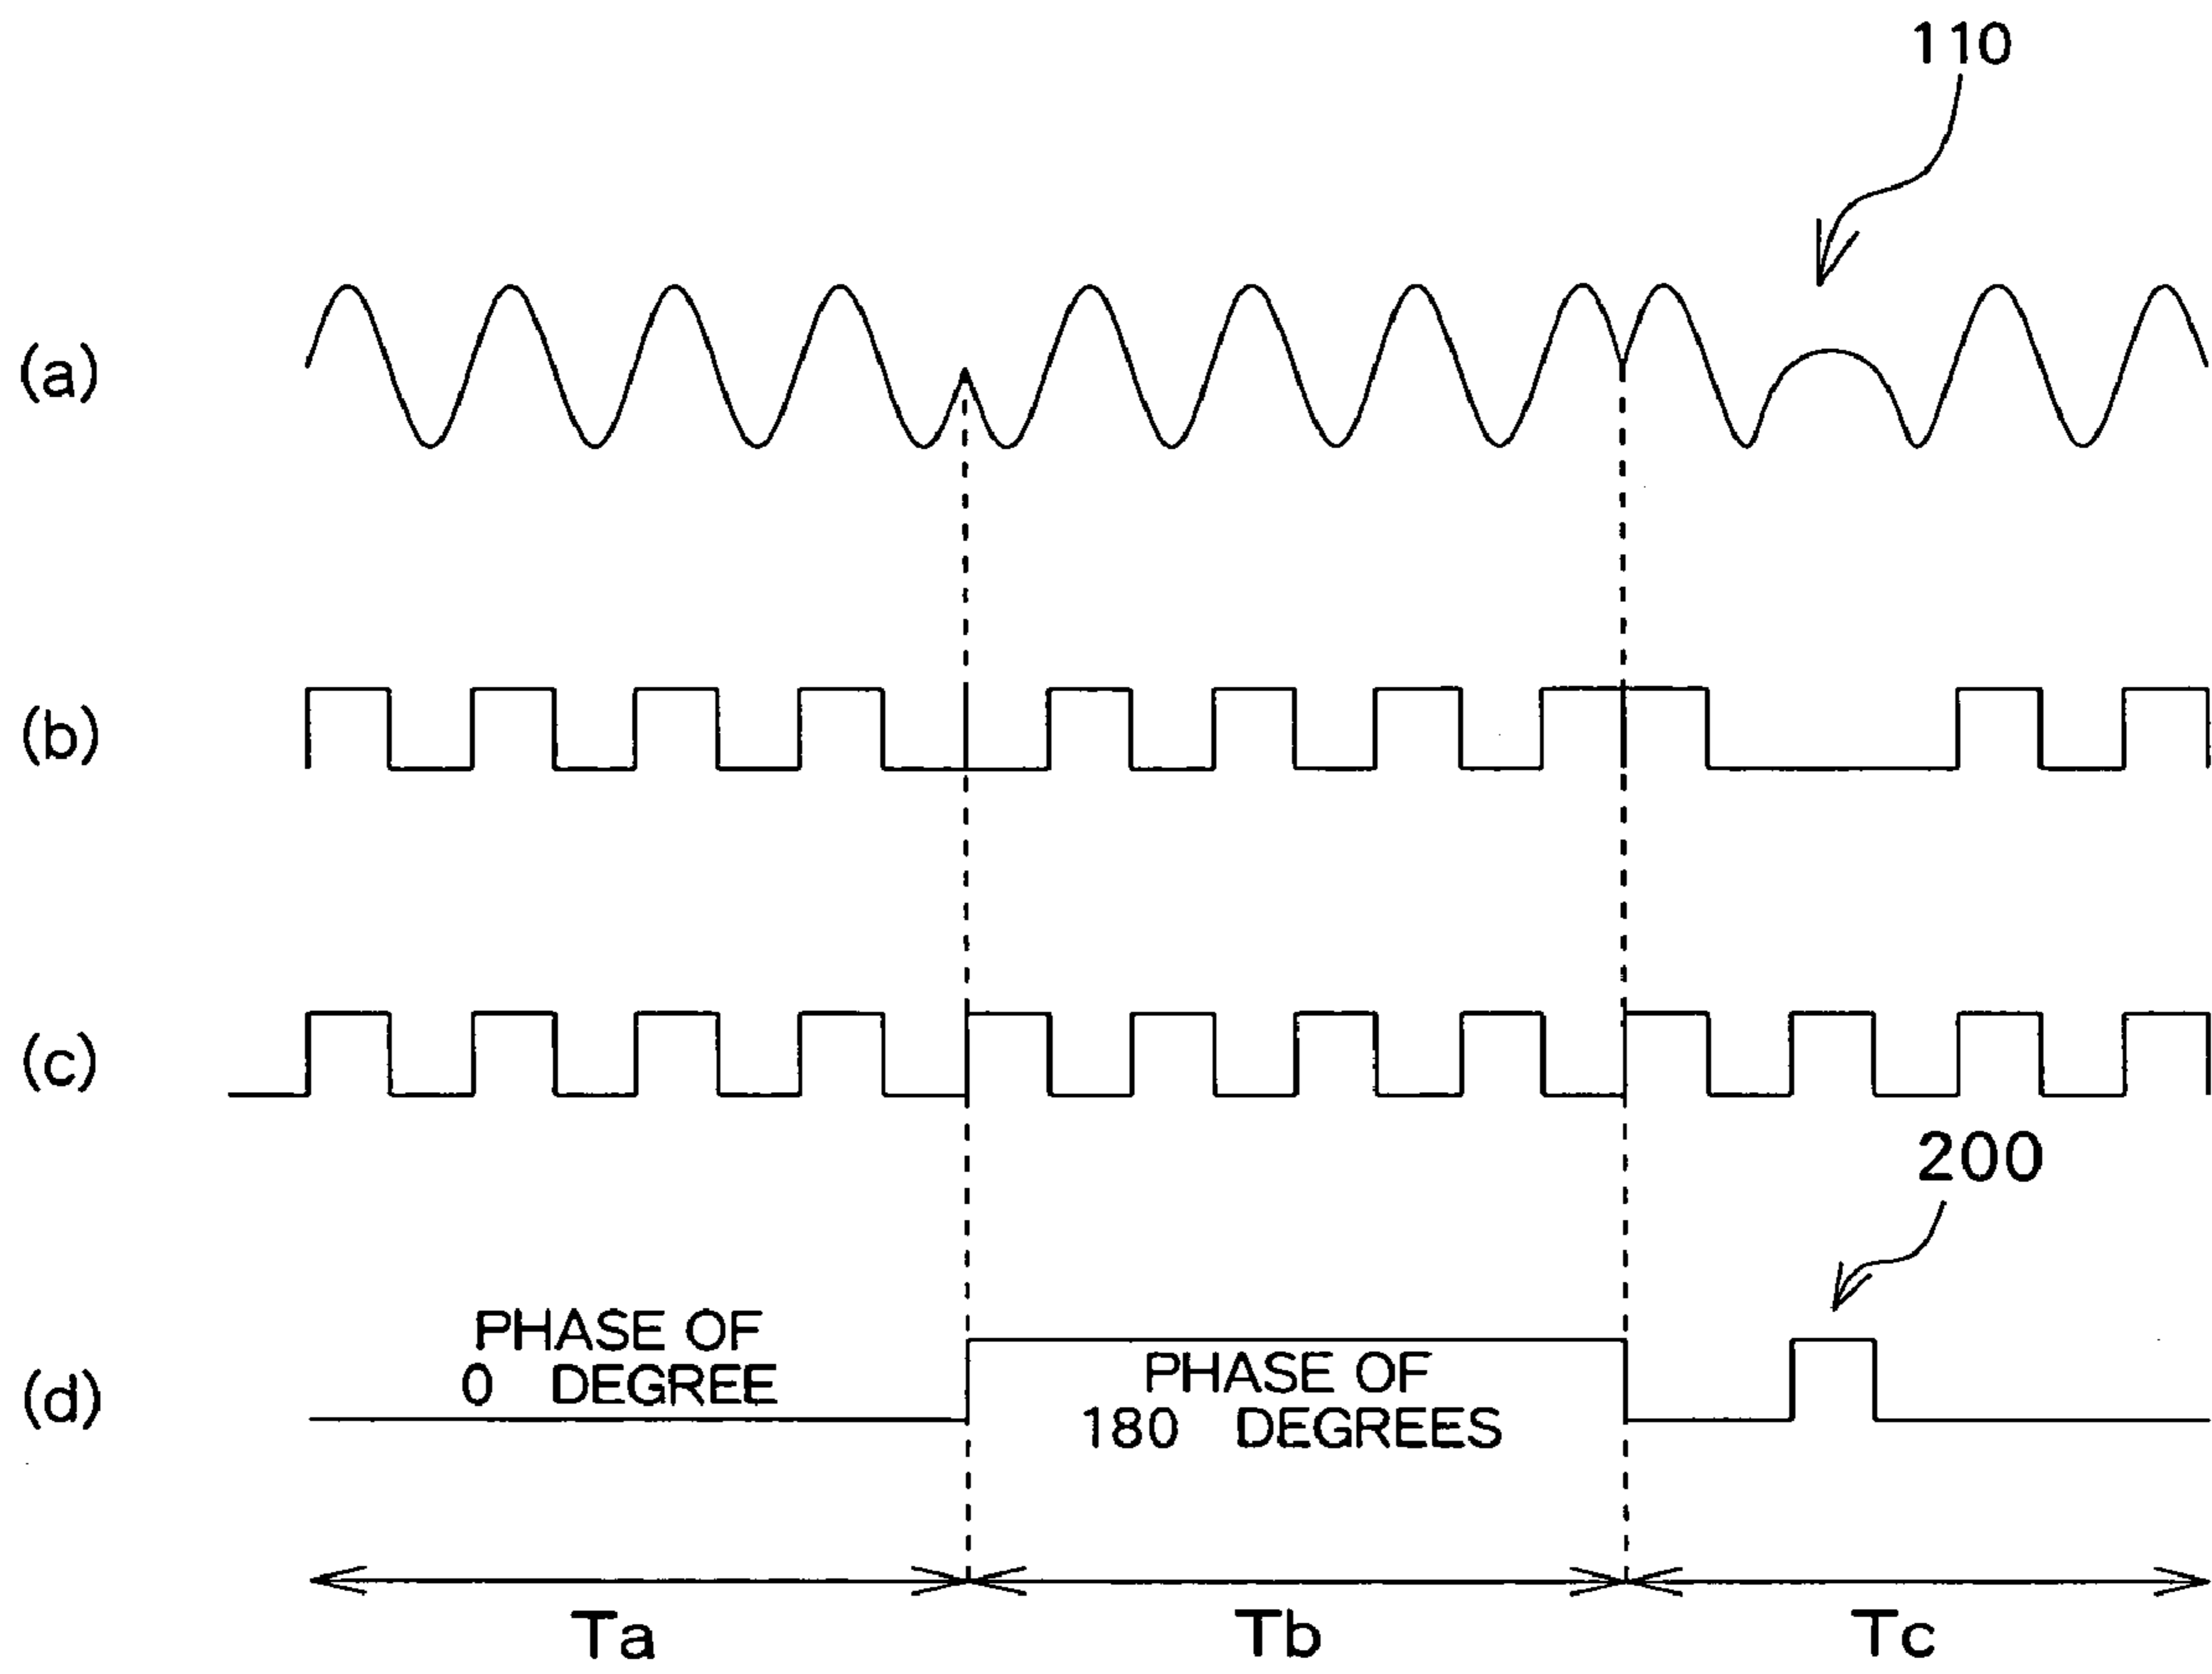 110
(a)
(b)
(c)
200
PHASE OF
0 DEGREE
(d)
PHASE OF
180 DEGREES
Ta
Tb
Tc